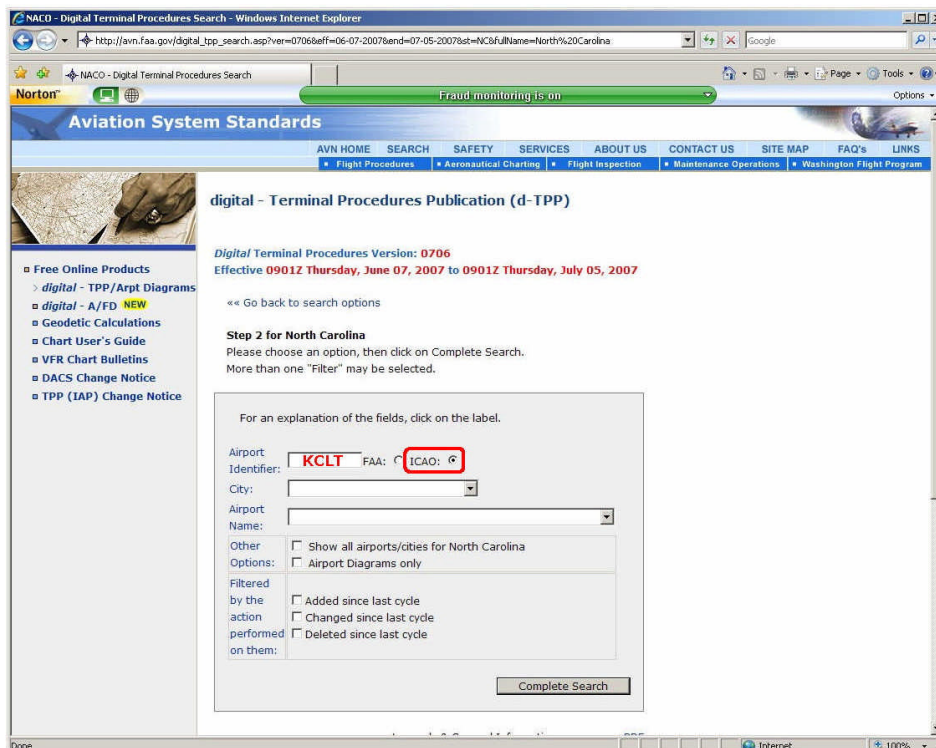 NACO - Digital Terminal Procedures Search - Windows Internet Explorer
http://avn.faa.gov/digital_tpp_search.asp?ver=0706&eff=06-07-2007&end=07-05-2007&st=NC&fullName=North%20Carolina
Google
NACO - Digital Terminal Procedures Search
Page Tools
Norton™ Fraud monitoring is on Options
Aviation System Standards
AVN HOME SEARCH SAFETY SERVICES ABOUT US CONTACT US SITE MAP FAQ's LINKS
Flight Procedures Aeronautical Charting Flight Inspection Maintenance Operations Washington Flight Program
digital - Terminal Procedures Publication (d-TPP)
Digital Terminal Procedures Version: 0706
Effective 0901Z Thursday, June 07, 2007 to 0901Z Thursday, July 05, 2007
Free Online Products
digital - TPP/Arpt Diagrams
digital - A/FD NEW
Geodetic Calculations
Chart User's Guide
VFR Chart Bulletins
DACS Change Notice
TPP (IAP) Change Notice
«« Go back to search options
Step 2 for North Carolina
Please choose an option, then click on Complete Search.
More than one "Filter" may be selected.
For an explanation of the fields, click on the label.
Airport
Identifier: KCLT FAA: ICAO:
City:
Airport
Name:
Other
Options:
Show all airports/cities for North Carolina
Airport Diagrams only
Filtered
by the
action
performed
on them:
Added since last cycle
Changed since last cycle
Deleted since last cycle
Complete Search
Done Internet 100%